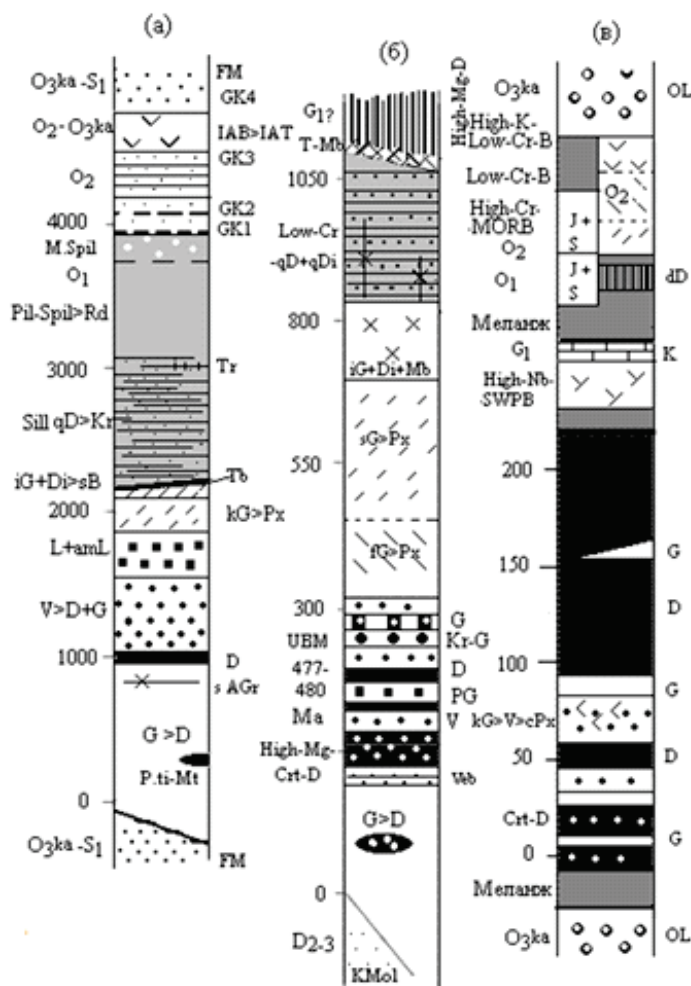 (а)
O3ka-S1
FM
GK4
O2-O3ka
IAB>IAT
GK3
O2
GK2
4000
GK1
M.Spil
O1
Pil-Spil>Rd
3000
Tr
Sill qD>Kr
iG+Di>sB
Tb
2000
kG>Px
L+amL
V>D+G
1000
D
s AGr
G>D
P.ti-Mt
0
O3ka-S1
FM
(б)
G1?
High-Mg-D
T-Mb
1050
Low-Cr
-qD+qDi
800
iG+Di+Mb
sG>Px
550
fG>Px
300
G
UBM
Kr-G
477-
D
480
PG
Ma
V
High-Mg-
Crt-D
Veb
G>D
0
D2-3
KMol
(в)
O3ka
OL
High-K-
Low-Cr-B
Low-Cr-B
O2
High-Cr-
-MORB
J+
S
O2
O1
J+
S
dD
Меланж
G1
K
High-Nb-
SWPB
200
G
150
D
100
G
kG>V>cPx
D
50
Crt-D
G
0
Меланж
O3ka
OL